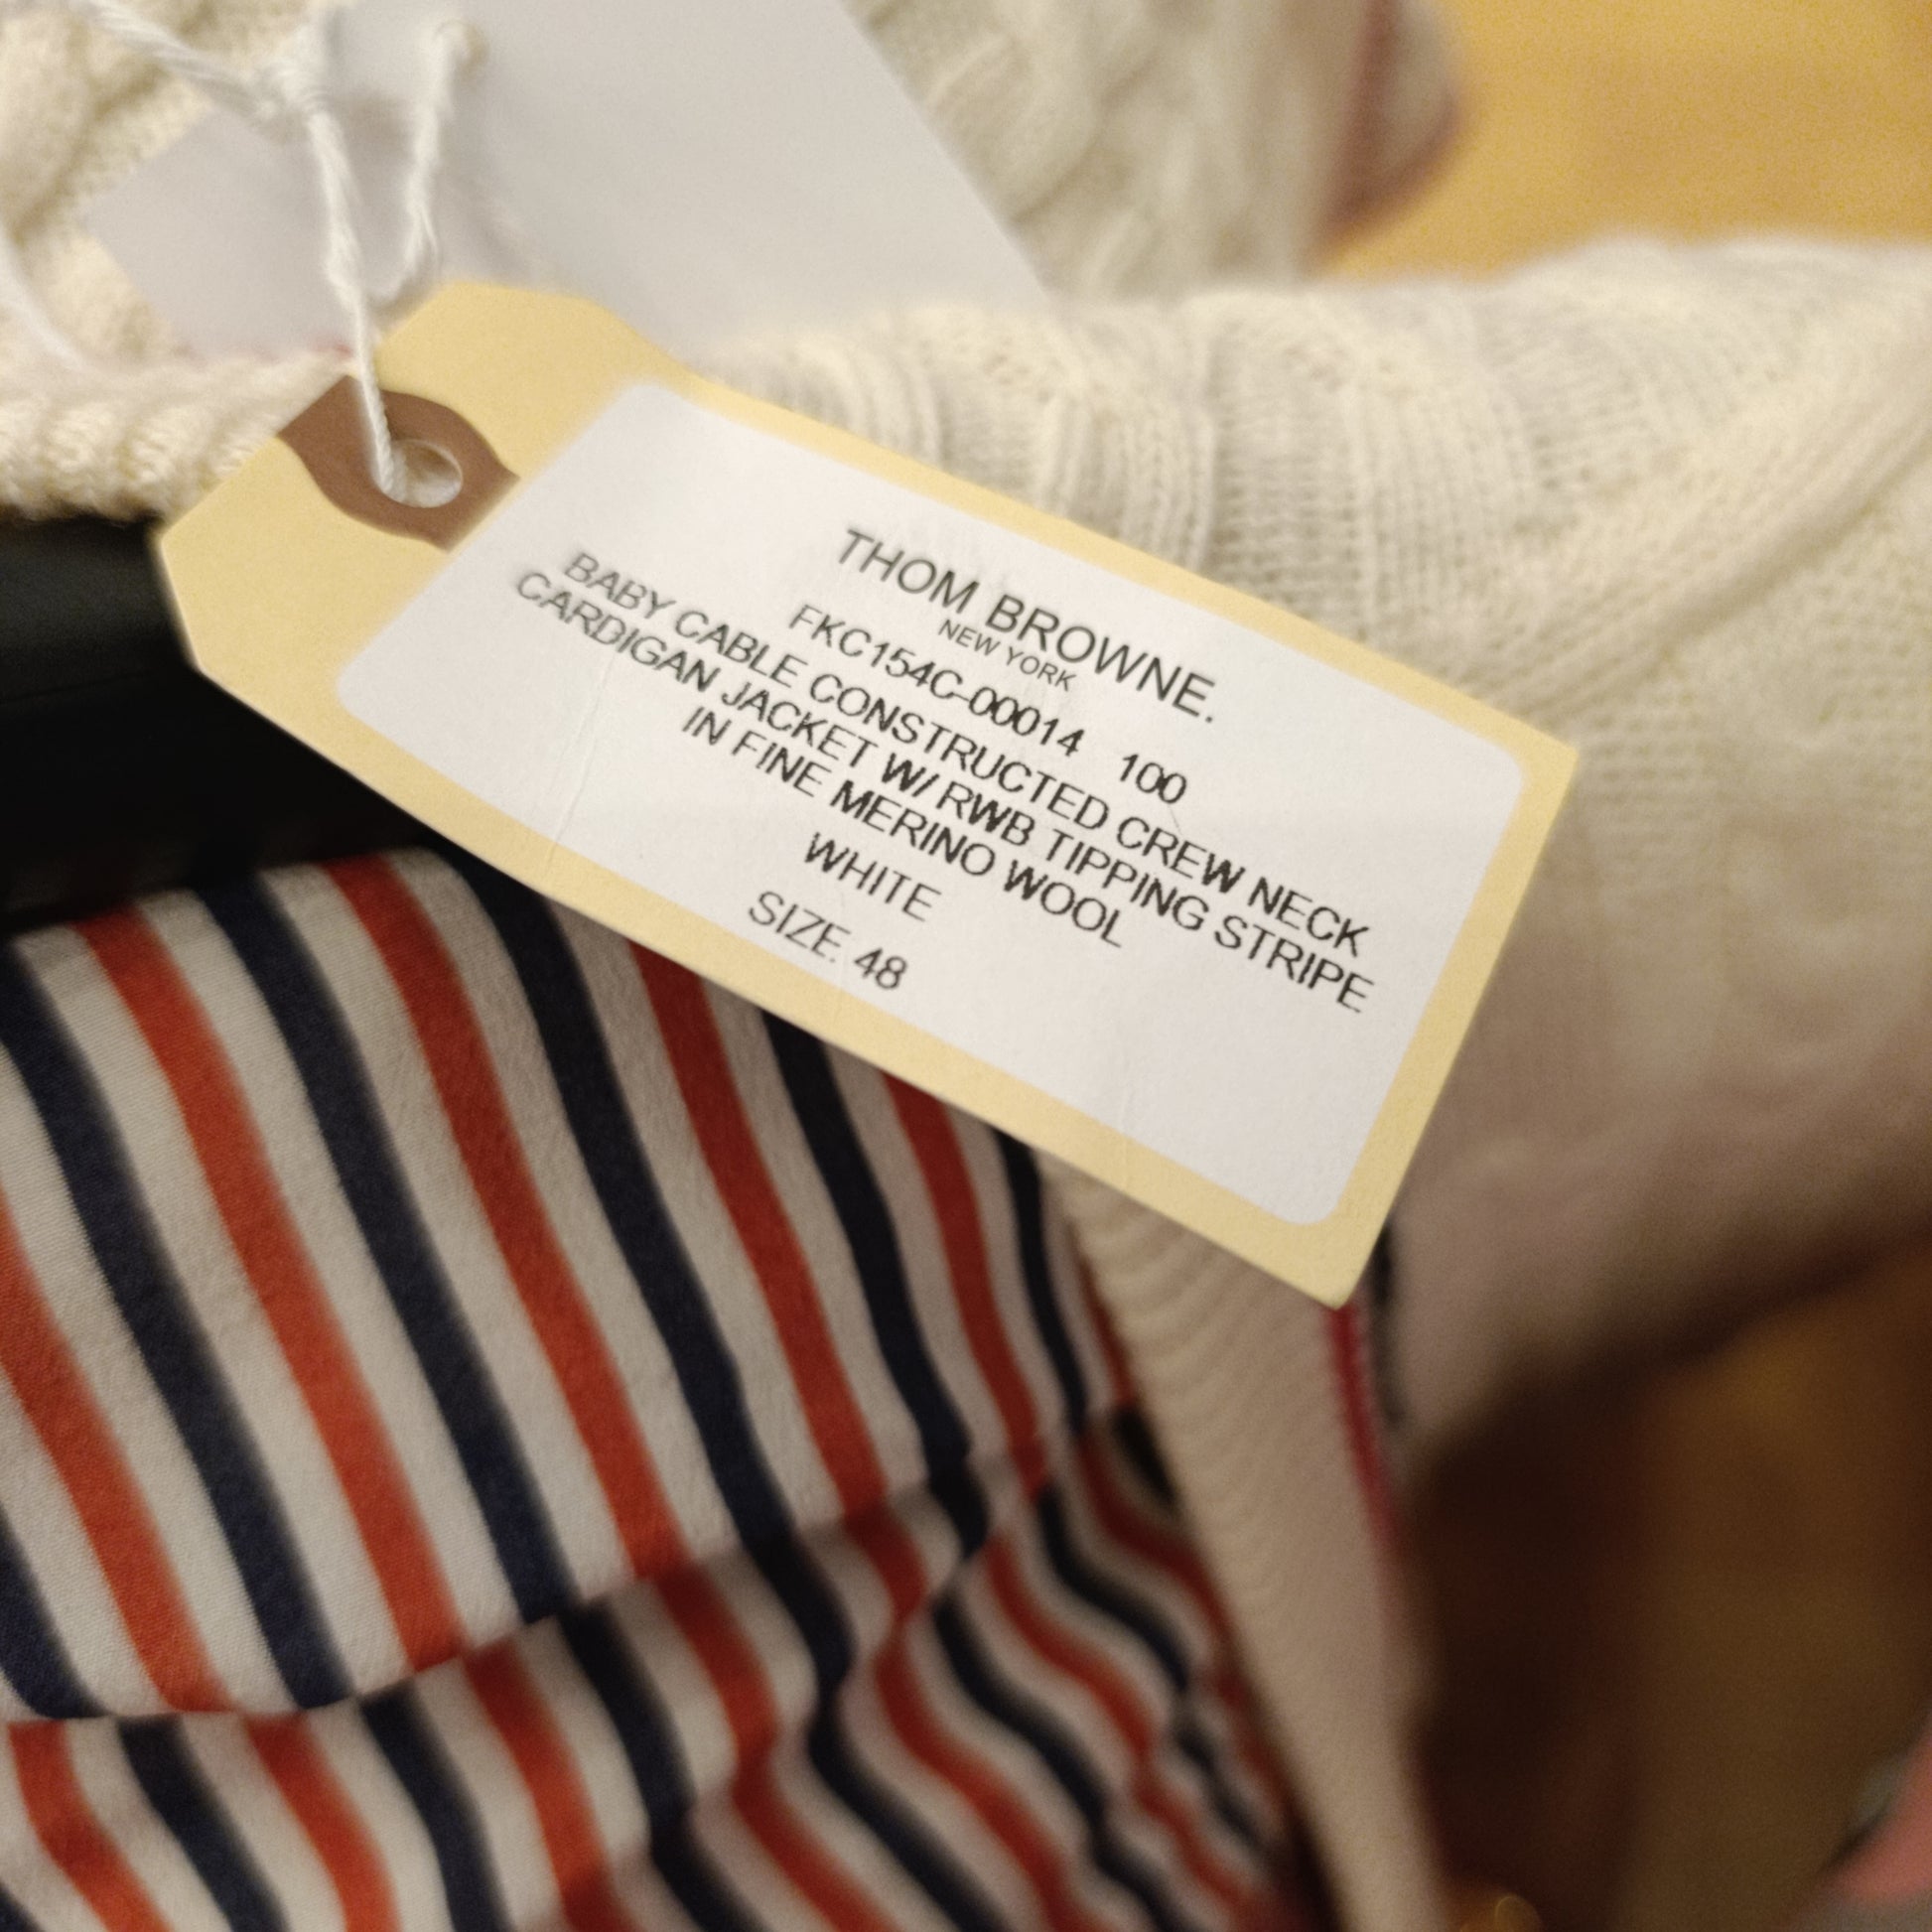 THOM BROWNE.
NEW YORK
FKC154C-00014 100
BABY CABLE CONSTRUCTED CREW NECK
CARDIGAN JACKET W/ RWB TIPPING STRIPE
IN FINE MERINO WOOL
WHITE
SIZE: 48